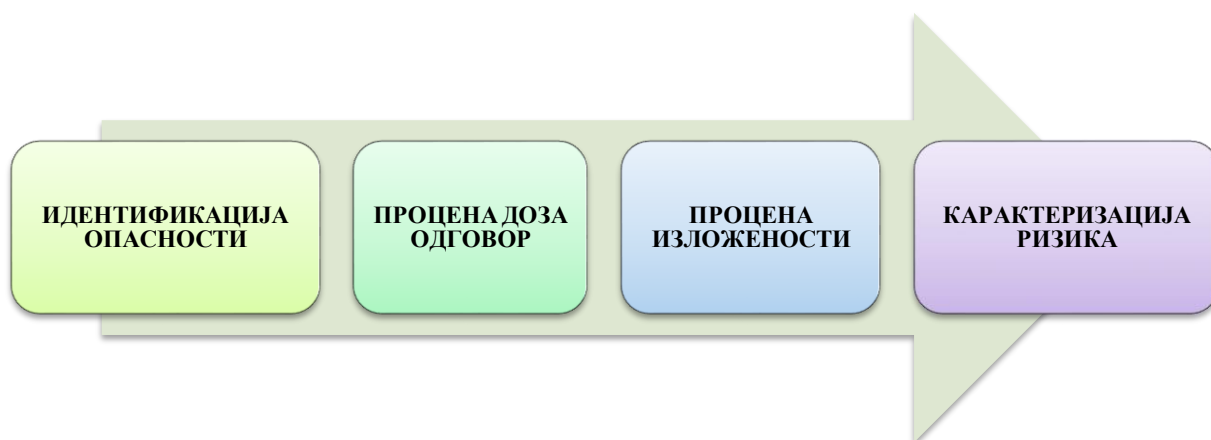 ИДЕНТИФИКАЦИЈА
ОПАСНОСТИ
ПРОЦЕНА ДОЗА
ОДГОВОР
ПРОЦЕНА
ИЗЛОЖЕНОСТИ
КАРАКТЕРИЗАЦИЈА
РИЗИКА